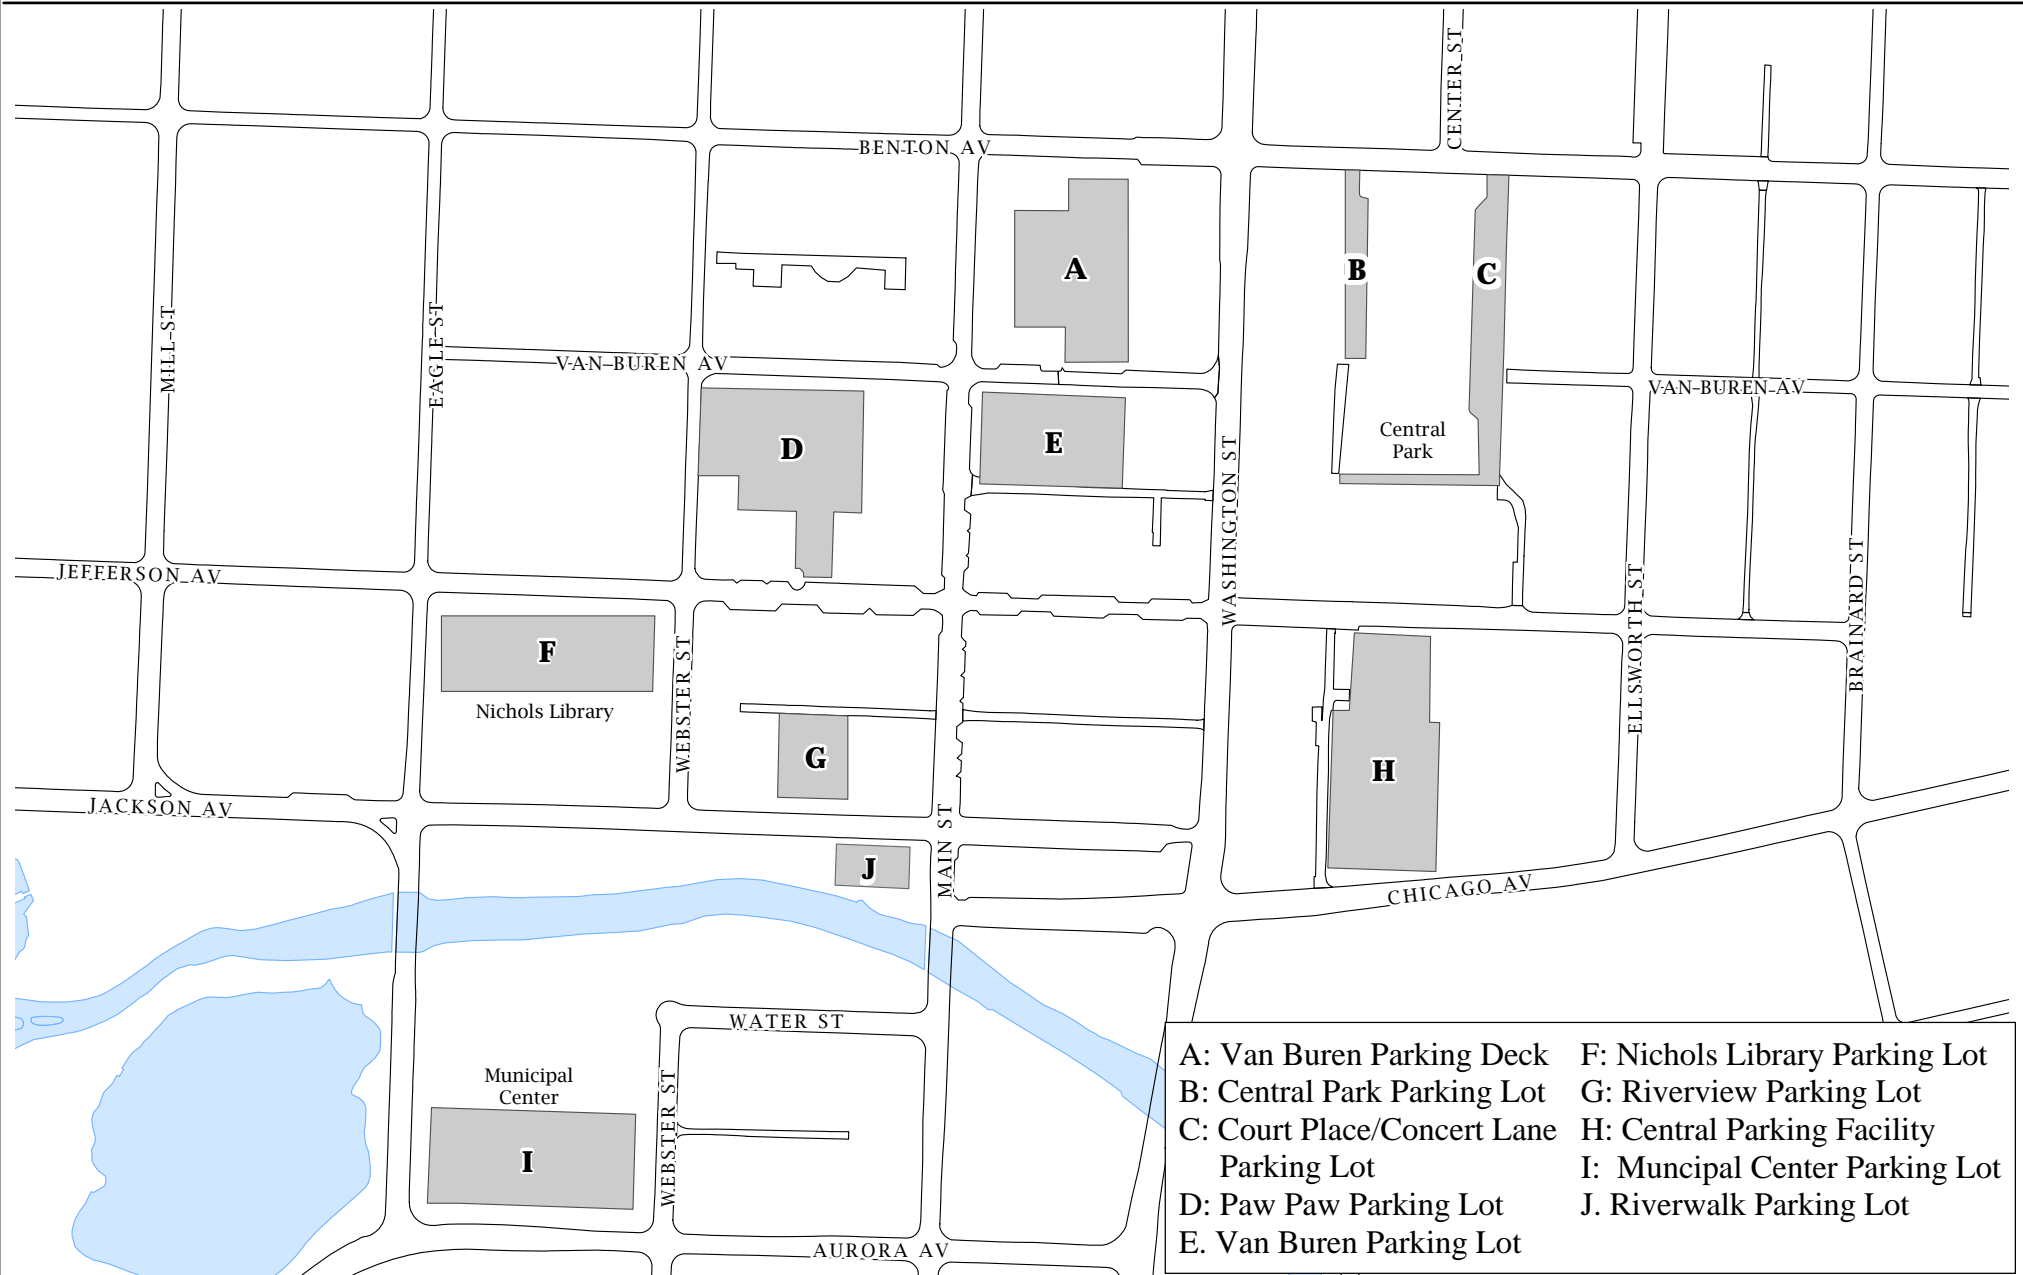 CENTER ST
BENTON AV
A
B
C
MILL ST
EAGLE ST
VAN BUREN AV
VAN BUREN AV
Central
Park
D
E
WASHINGTON ST
JEFFERSON AV
ELLSWORTH ST
BRAINARD ST
F
Nichols Library
WEBSTER ST
G
H
JACKSON AV
MAIN ST
J
CHICAGO AV
WATER ST
Municipal
Center
I
WEBSTER ST
AURORA AV
A: Van Buren Parking Deck
B: Central Park Parking Lot
C: Court Place/Concert Lane
Parking Lot
D: Paw Paw Parking Lot
E. Van Buren Parking Lot
F: Nichols Library Parking Lot
G: Riverview Parking Lot
H: Central Parking Facility
I: Muncipal Center Parking Lot
J. Riverwalk Parking Lot